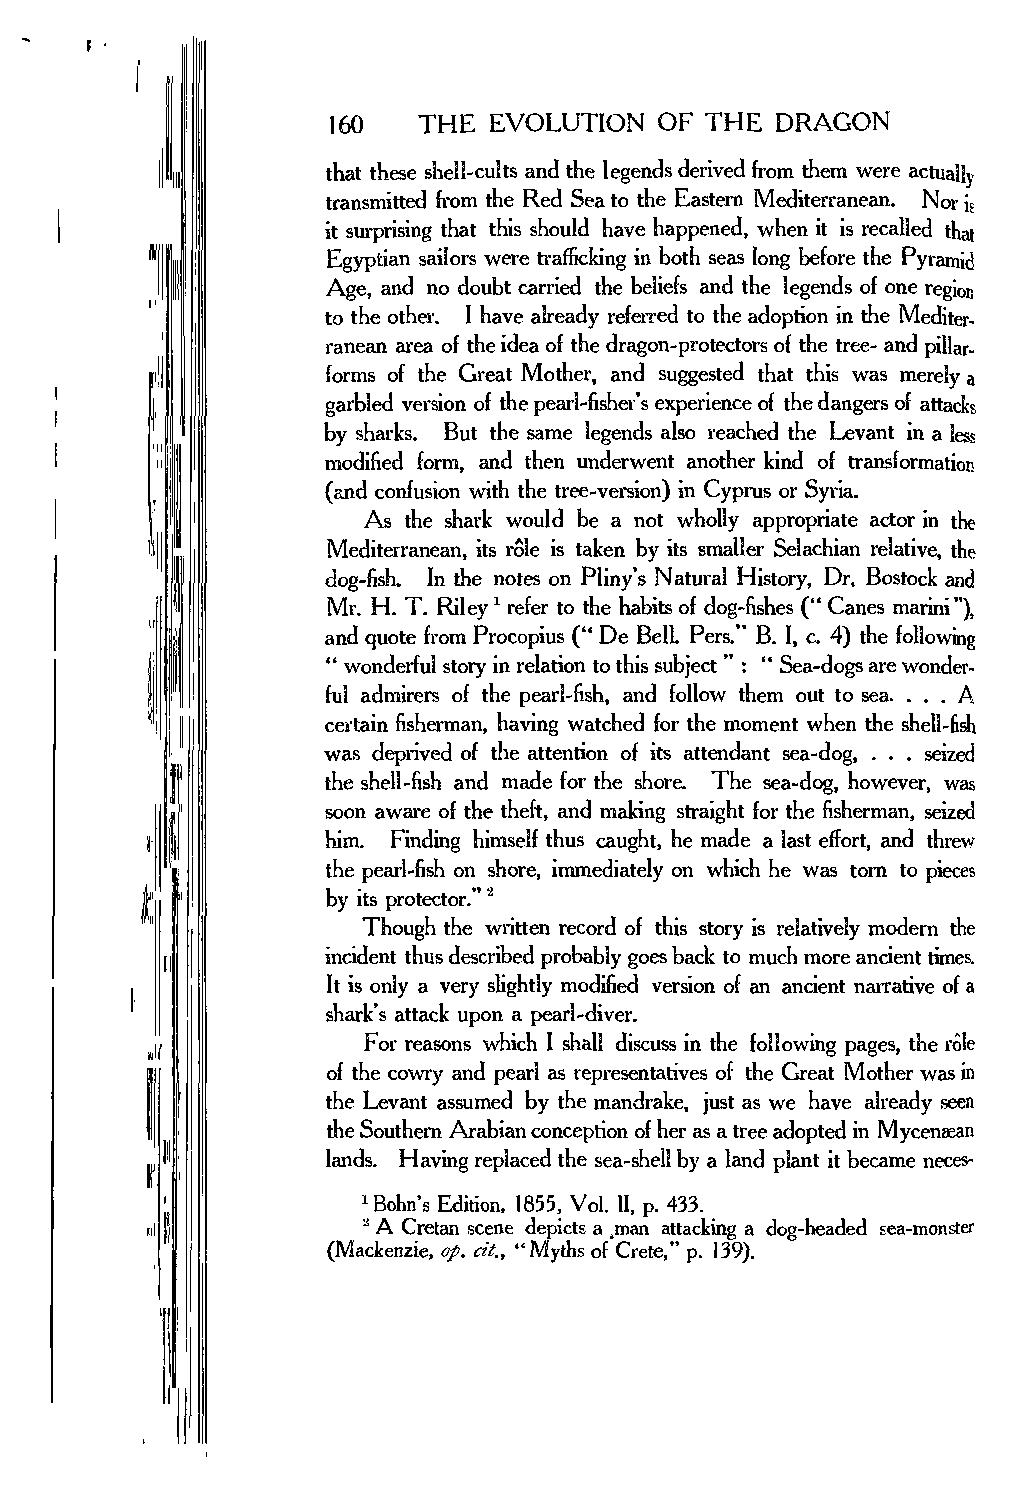 160 THE EVOLUTION OF THE DRAGON
that these shell-cults and the legends derived from them were actually
transmitted from the Red Sea to the Eastern Mediterranean. Nor is
it surprising that this should have happened, when it is recalled that
Egyptian sailors were trafficking in both seas long before the Pyramid
Age, and no doubt carried the beliefs and the legends of one region
to the other. I have already referred to the adoption in the Mediter-
ranean area of the idea of the dragon-protectors of the tree- and pillar-
forms of the Great Mother, and suggested that this was merely a
garbled version of the pearl-fisher's experience of the dangers of attacks
by sharks. But the same legends also reached the Levant in a less
modified form, and then underwent another kind of transformation
(and confusion with the tree-version) in Cyprus or Syria.
As the shark would be a not wholly appropriate actor in the
Mediterranean, its rôle is taken by its smaller Selachian relative, the
dog-fish. In the notes on Pliny's Natural History, Dr. Bostock and
Mr. H. T. Riley ¹ refer to the habits of dog-fishes (“ Canes marini”),
and quote from Procopius (“ De Bell. Pers.” B. I, c. 4) the following
“ wonderful story in relation to this subject ” : “ Sea-dogs are wonder-
ful admirers of the pearl-fish, and follow them out to sea. . . . A
certain fisherman, having watched for the moment when the shell-fish
was deprived of the attention of its attendant sea-dog, . . . seized
the shell-fish and made for the shore. The sea-dog, however, was
soon aware of the theft, and making straight for the fisherman, seized
him. Finding himself thus caught, he made a last effort, and threw
the pearl-fish on shore, immediately on which he was torn to pieces
by its protector.” ²
Though the written record of this story is relatively modern the
incident thus described probably goes back to much more ancient times.
It is only a very slightly modified version of an ancient narrative of a
shark's attack upon a pearl-diver.
For reasons which I shall discuss in the following pages, the rôle
of the cowry and pearl as representatives of the Great Mother was in
the Levant assumed by the mandrake, just as we have already seen
the Southern Arabian conception of her as a tree adopted in Mycenæan
lands. Having replaced the sea-shell by a land plant it became neces-
¹ Bohn's Edition, 1855, Vol. II, p. 433.
² A Cretan scene depicts a man attacking a dog-headed sea-monster
(Mackenzie, op. cit., “Myths of Crete,” p. 139).